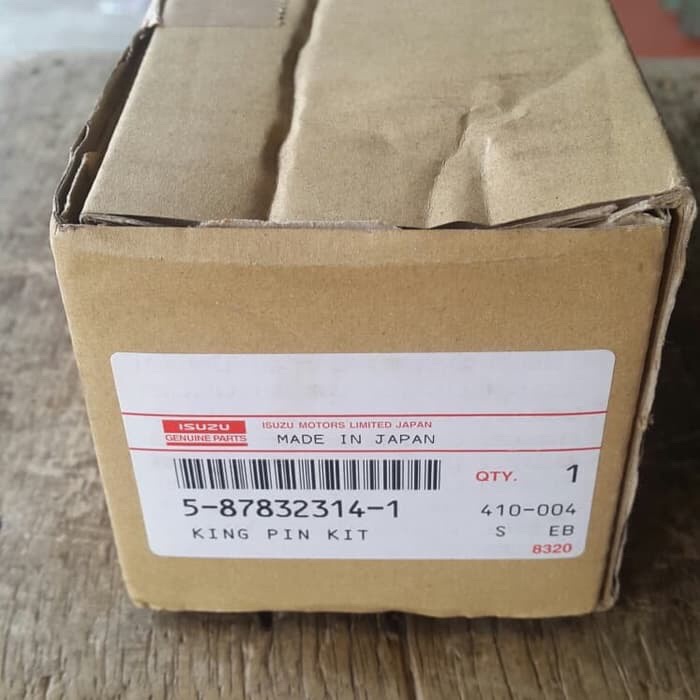 ISUZU ISUZU MOTORS LIMITED JAPAN
GENUINE PARTS MADE IN JAPAN
QTY. 1
5-87832314-1 410-004
KING PIN KIT S EB
8320